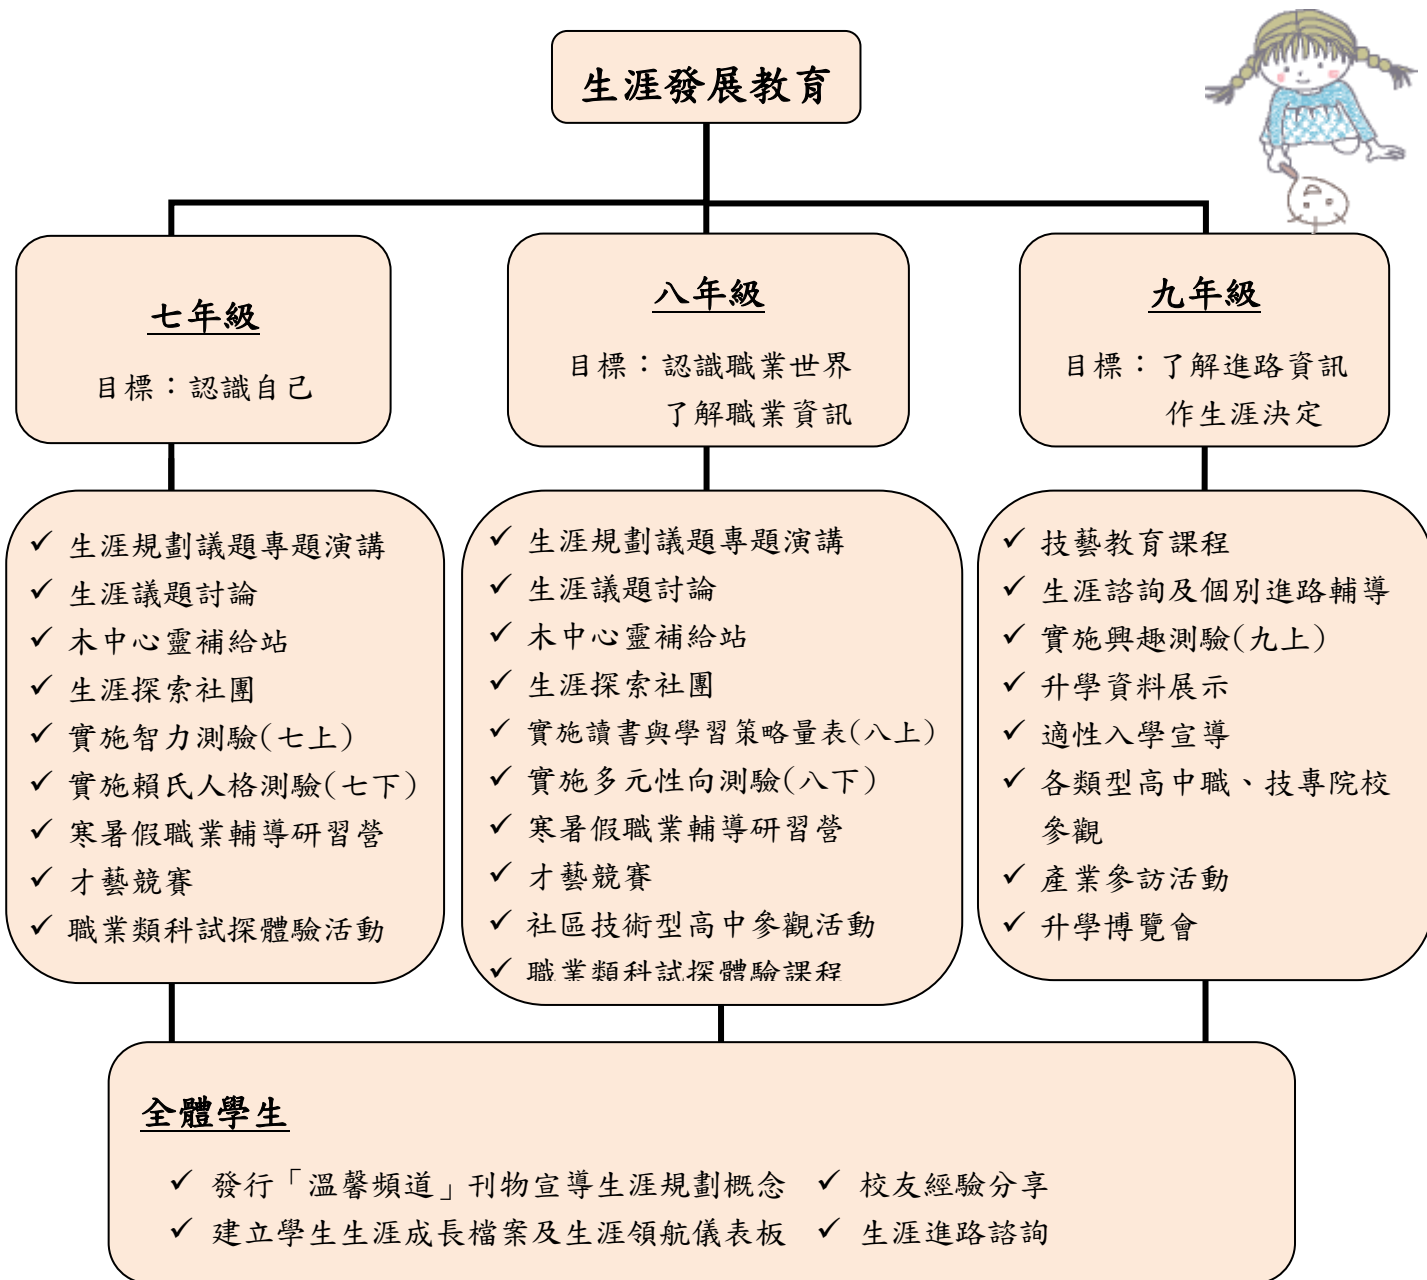 生涯發展教育
七年級
目標：認識自己
八年級
目標：認識職業世界
了解職業資訊
九年級
目標：了解進路資訊
作生涯決定
✓ 生涯規劃議題專題演講
✓ 生涯議題討論
✓ 木中心靈補給站
✓ 生涯探索社團
✓ 實施智力測驗(七上)
✓ 實施賴氏人格測驗(七下)
✓ 寒暑假職業輔導研習營
✓ 才藝競賽
✓ 職業類科試探體驗活動
✓ 生涯規劃議題專題演講
✓ 生涯議題討論
✓ 木中心靈補給站
✓ 生涯探索社團
✓ 實施讀書與學習策略量表(八上)
✓ 實施多元性向測驗(八下)
✓ 寒暑假職業輔導研習營
✓ 才藝競賽
✓ 社區技術型高中參觀活動
✓ 職業類科試探體驗課程
✓ 技藝教育課程
✓ 生涯諮詢及個別進路輔導
✓ 實施興趣測驗(九上)
✓ 升學資料展示
✓ 適性入學宣導
✓ 各類型高中職、技專院校
參觀
✓ 產業參訪活動
✓ 升學博覽會
全體學生
✓ 發行「溫馨頻道」刊物宣導生涯規劃概念 ✓ 校友經驗分享
✓ 建立學生生涯成長檔案及生涯領航儀表板 ✓ 生涯進路諮詢